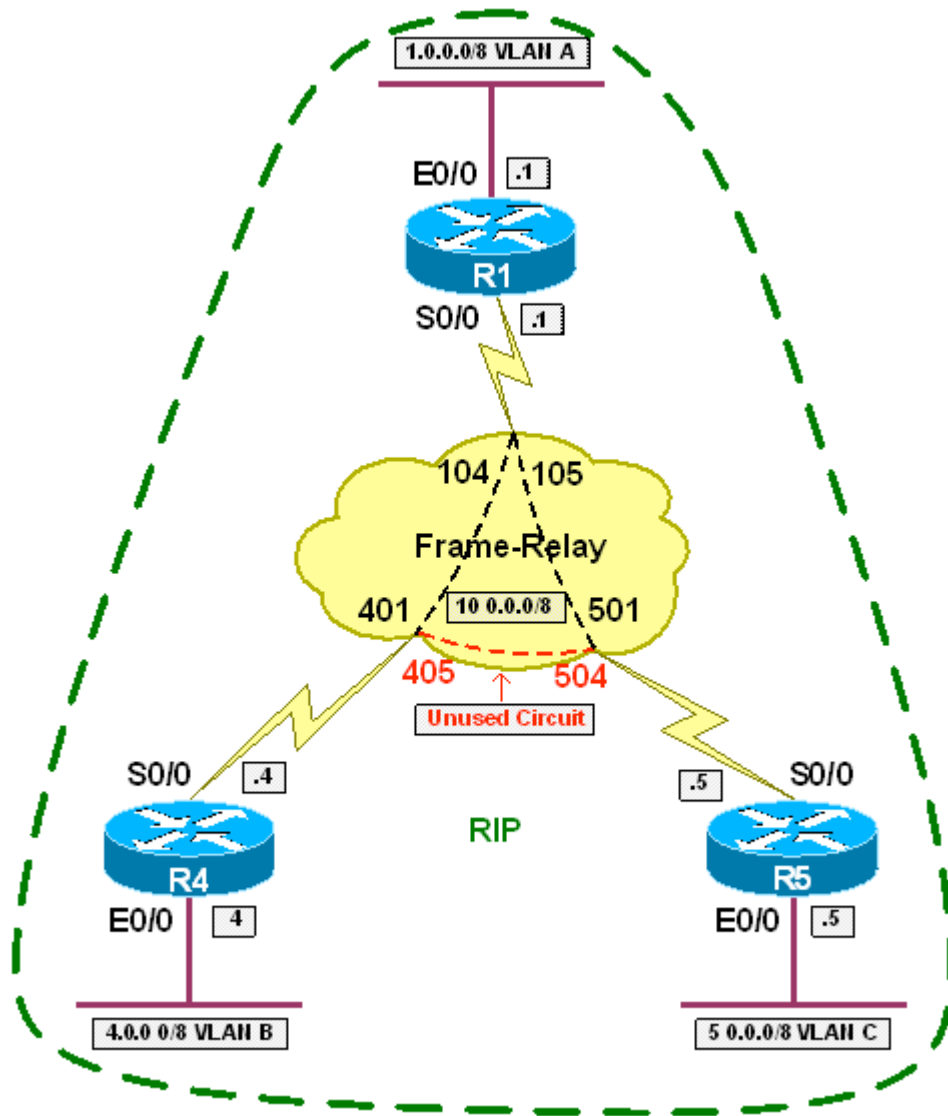 1.0.0.0/8 VLAN A
E0/0 .1
R1
S0/0 .1
104 105
Frame-Relay
401 10 0.0.0/8 501
405 504
Unused Circuit
S0/0 .4 .5 S0/0
RIP
R4 R5
E0/0 4 E0/0 .5
4.0.0 0/8 VLAN B 5 0.0.0/8 VLAN C